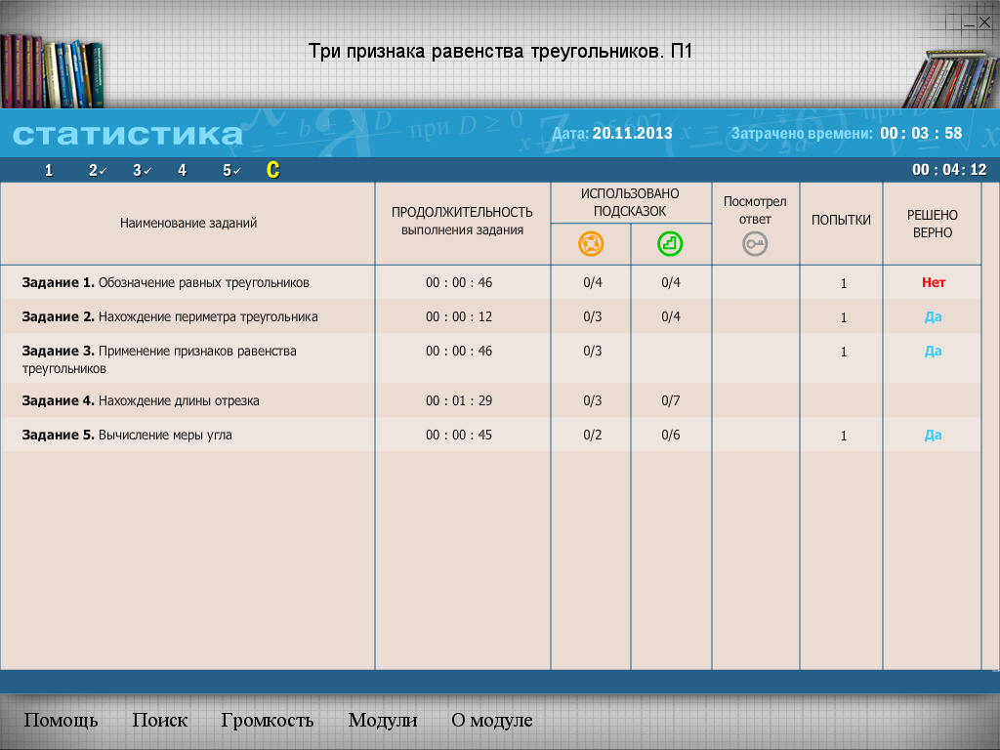 Три признака равенства треугольников. П1
статистика
Дата: 20.11.2013
Затрачено времени: 00 : 03 : 58
1 2✓ 3✓ 4 5✓ С
00 : 04 : 12
Наименование заданий
ПРОДОЛЖИТЕЛЬНОСТЬ
выполнения задания
ИСПОЛЬЗОВАНО
ПОДСКАЗОК
Посмотрел
ответ
ПОПЫТКИ
РЕШЕНО
ВЕРНО
Задание 1. Обозначение равных треугольников 00 : 00 : 46 0/4 0/4 1 Нет
Задание 2. Нахождение периметра треугольника 00 : 00 : 12 0/3 0/4 1 Да
Задание 3. Применение признаков равенства 00 : 00 : 46 0/3 1 Да
треугольников
Задание 4. Нахождение длины отрезка 00 : 01 : 29 0/3 0/7
Задание 5. Вычисление меры угла 00 : 00 : 45 0/2 0/6 1 Да
Помощь Поиск Громкость Модули О модуле